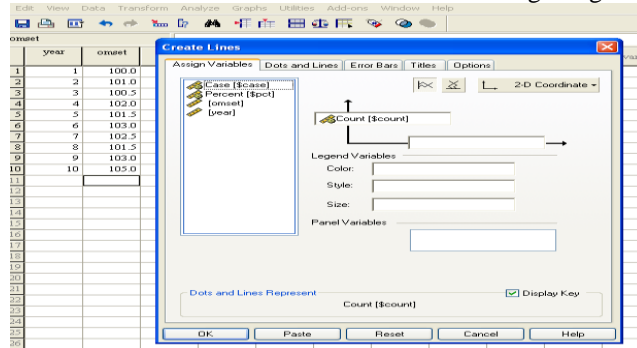 Edit View Data Transform Analyze Graphs Utilities Add-ons Window Help
omset
year omset
1 1 100.0
2 2 101.0
3 3 100.5
4 4 102.0
5 5 101.5
6 6 103.0
7 7 102.5
8 8 101.5
9 9 103.0
10 10 105.0
11
12
13
14
15
16
17
18
19
20
21
22
23
24
25
26
Create Lines
Assign Variables Dots and Lines Error Bars Titles Options
Case [$case]
Percent [$pct]
[omset]
[year]
2-D Coordinate
Count [$count]
Legend Variables
Color:
Style:
Size:
Panel Variables
Dots and Lines Represent
Display Key
Count [$count]
OK Paste Reset Cancel Help